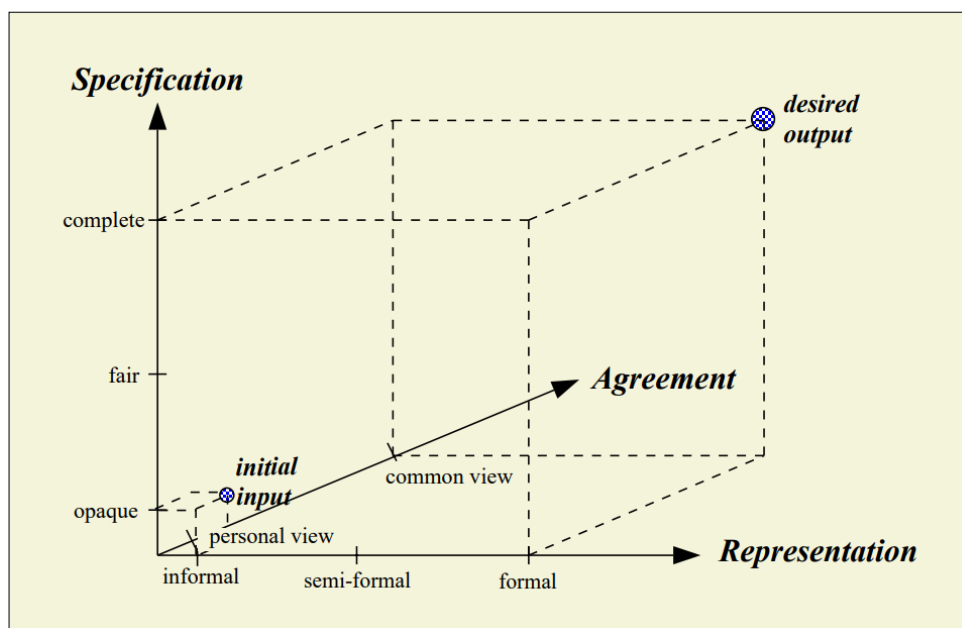 Specification
desired
output
complete
fair
Agreement
initial
input
common view
opaque
personal view
Representation
informal
semi-formal
formal